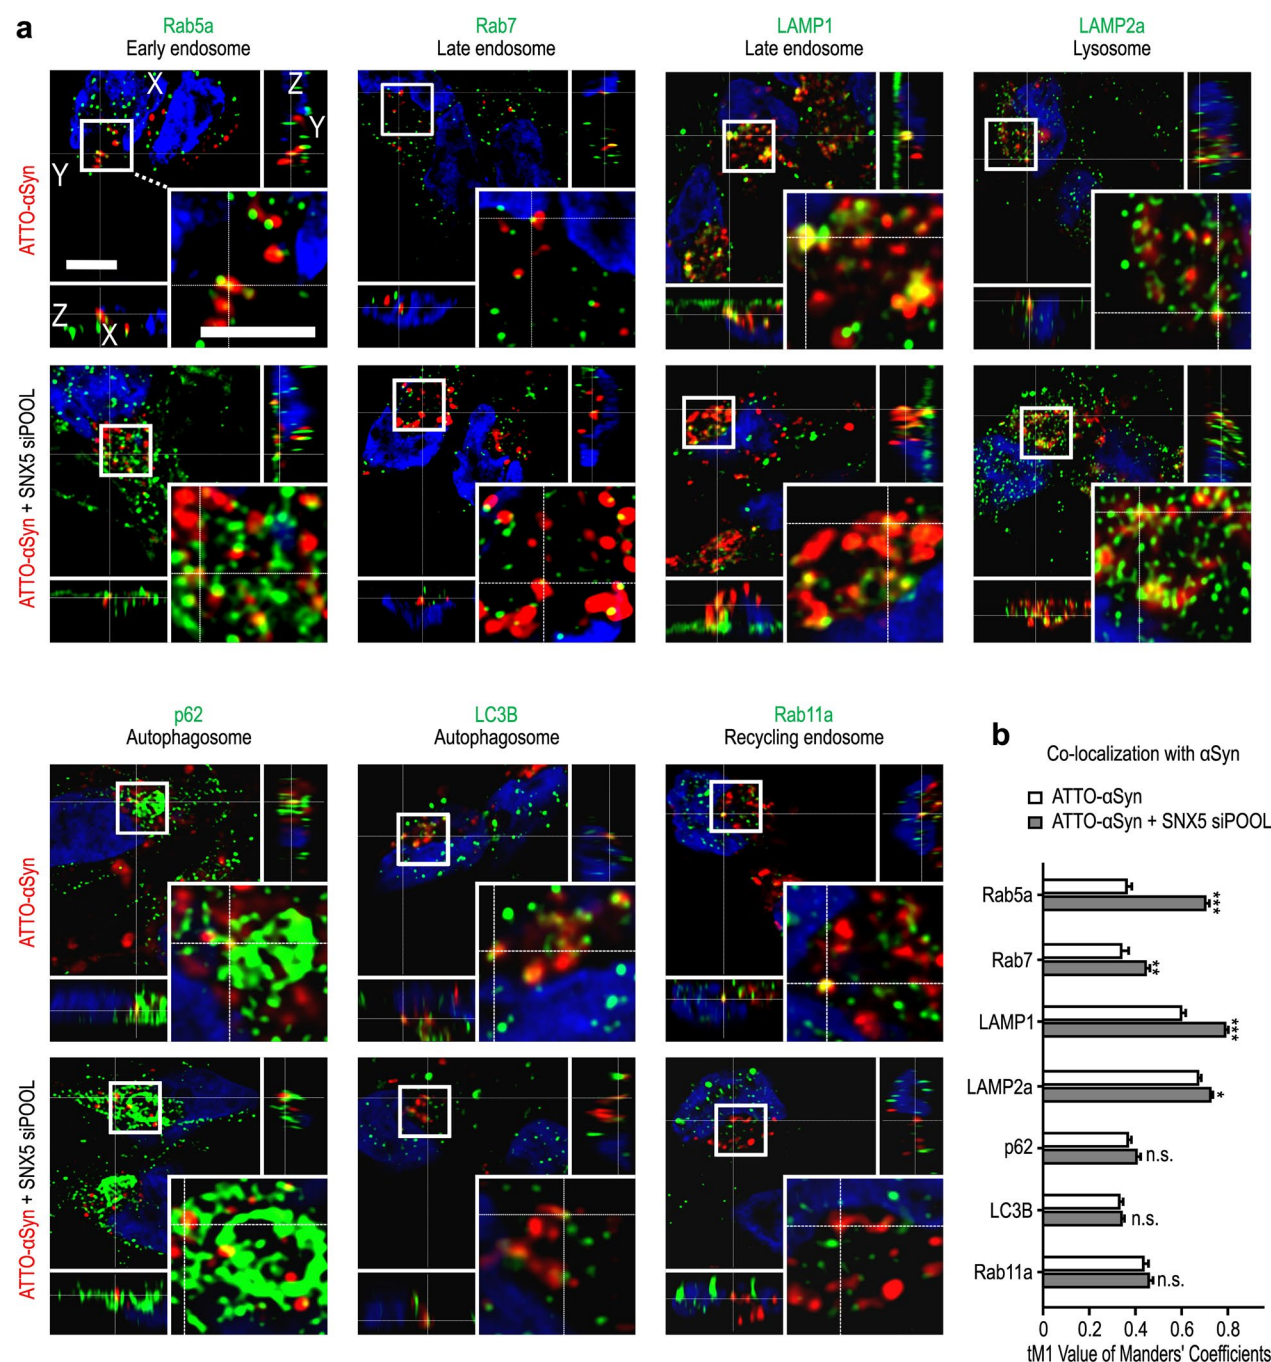 a
Rab5a
Early endosome
Rab7
Late endosome
LAMP1
Late endosome
LAMP2a
Lysosome
ATTO-αSyn
X
Z
Y
Y
Z
X
ATTO-αSyn + SNX5 siPOOL
p62
Autophagosome
LC3B
Autophagosome
Rab11a
Recycling endosome
ATTO-αSyn
ATTO-αSyn + SNX5 siPOOL
b
Co-localization with αSyn
ATTO-αSyn
ATTO-αSyn + SNX5 siPOOL
Rab5a
***
Rab7
**
LAMP1
***
LAMP2a
*
p62
n.s.
LC3B
n.s.
Rab11a
n.s.
0 0.2 0.4 0.6 0.8
tM1 Value of Manders' Coefficients